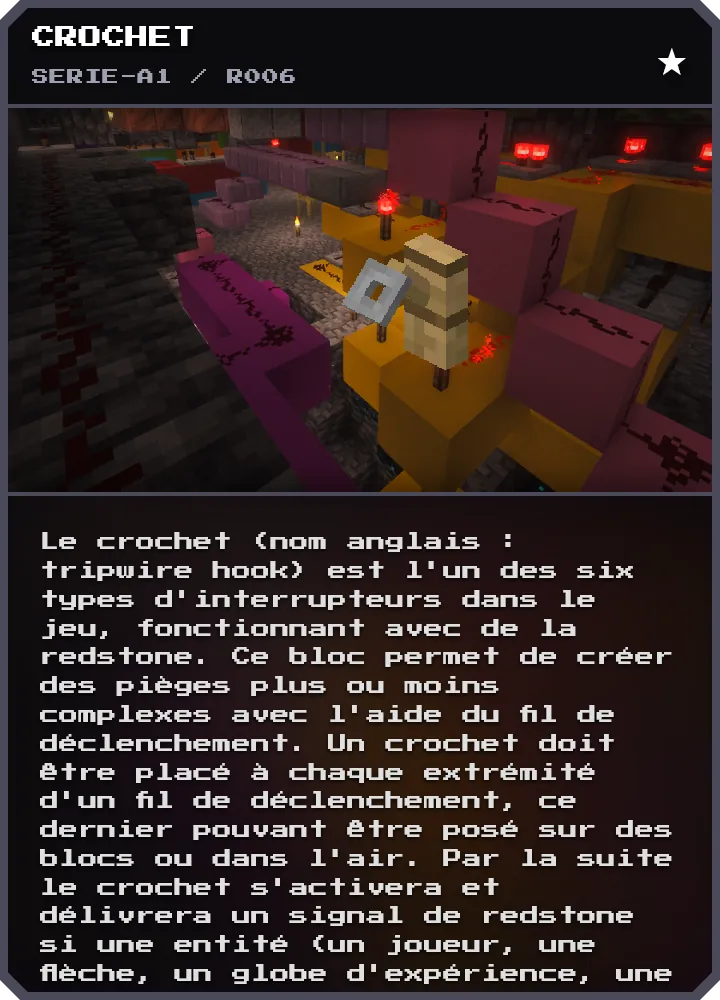 CROCHET
SERIE-A1 / R006
Le crochet (nom anglais :
tripwire hook) est l'un des six
types d'interrupteurs dans le
jeu, fonctionnant avec de la
redstone. Ce bloc permet de créer
des pièges plus ou moins
complexes avec l'aide du fil de
déclenchement. Un crochet doit
être placé à chaque extrémité
d'un fil de déclenchement, ce
dernier pouvant être posé sur des
blocs ou dans l'air. Par la suite
le crochet s'activera et
délivrera un signal de redstone
si une entité (un joueur, une
flèche, un globe d'expérience, une